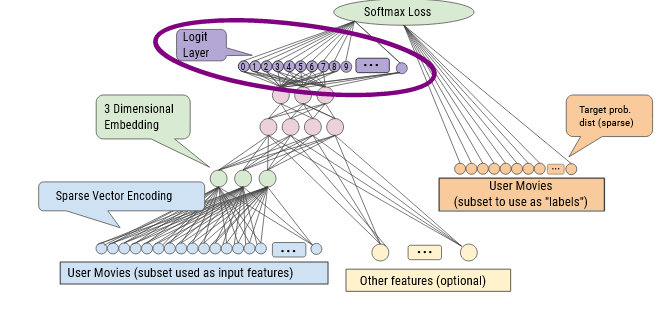 Softmax Loss
Logit
Layer
0 1 2 3 4 5 6 7 8 9 ...
3 Dimensional
Embedding
Target prob.
dist (sparse)
...
User Movies
(subset to use as "labels")
Sparse Vector Encoding
...
...
User Movies (subset used as input features)
Other features (optional)